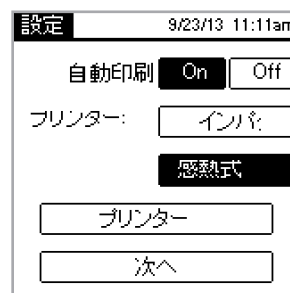 設定 9/23/13 11:11am
自動印刷 On Off
プリンター: インパ
感熱式
プリンター
次へ